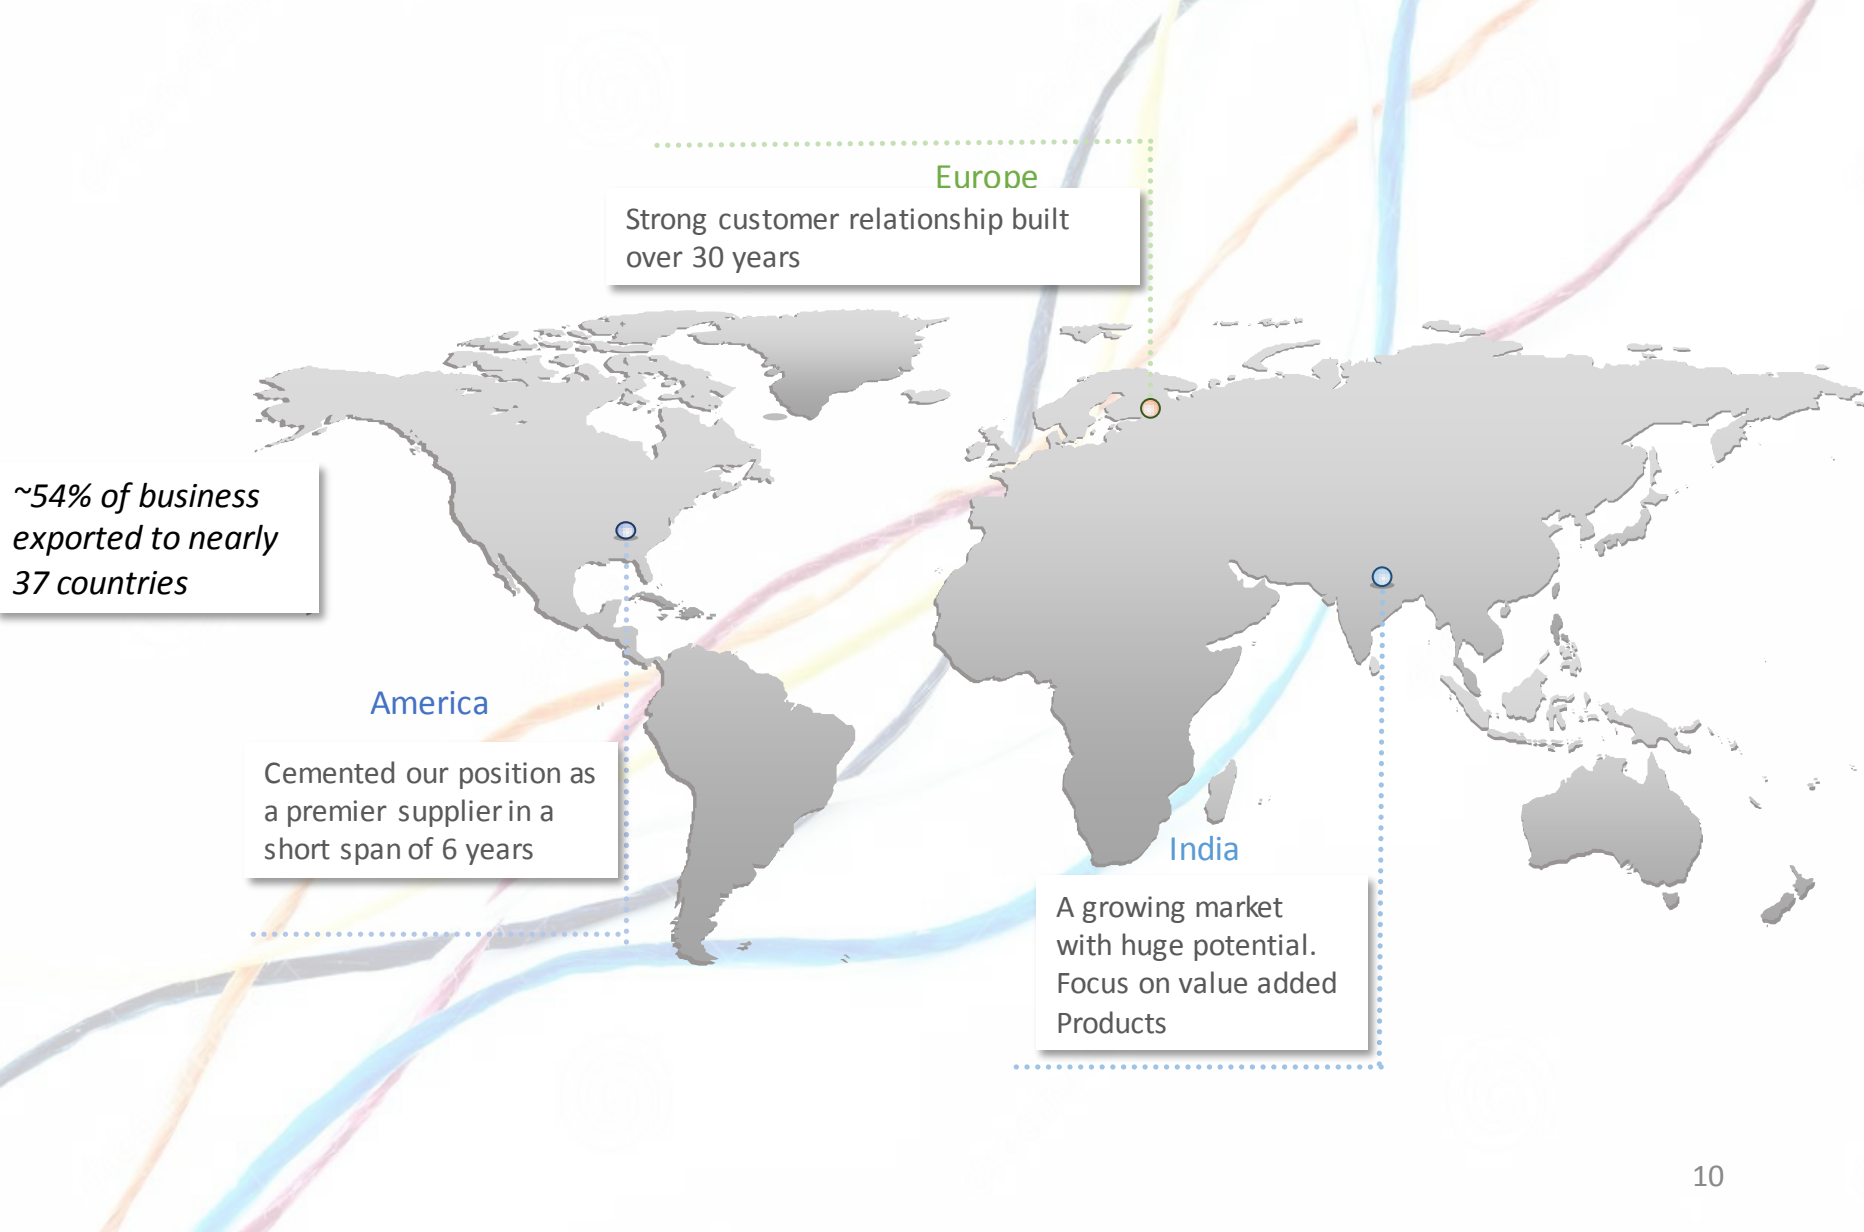 Europe
Strong customer relationship built
over 30 years
~54% of business
exported to nearly
37 countries
America
Cemented our position as
a premier supplier in a
short span of 6 years
India
A growing market
with huge potential.
Focus on value added
Products
10